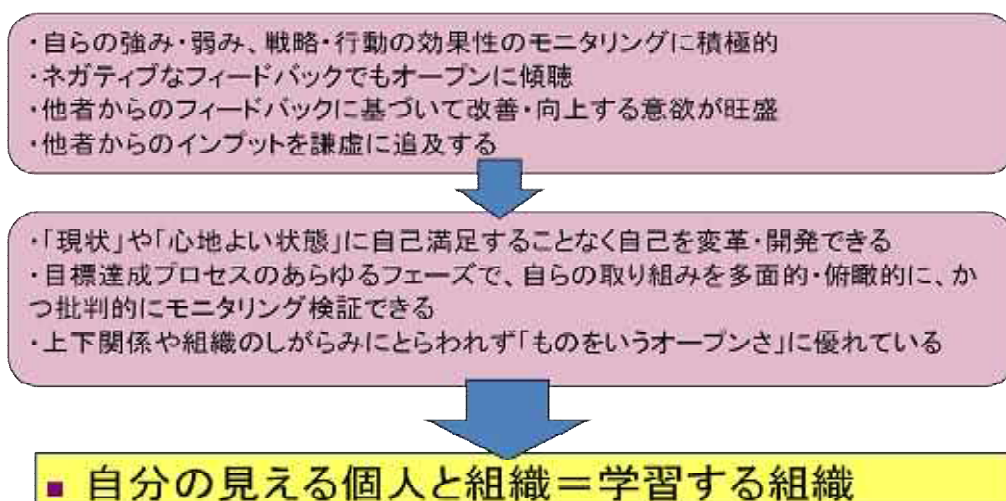 ・自らの強み・弱み、戦略・行動の効果性のモニタリングに積極的
・ネガティブなフィードバックでもオープンに傾聴
・他者からのフィードバックに基づいて改善・向上する意欲が旺盛
・他者からのインプットを謙虚に追及する
・「現状」や「心地よい状態」に自己満足することなく自己を変革・開発できる
・目標達成プロセスのあらゆるフェーズで、自らの取り組みを多面的・俯瞰的に、か
つ批判的にモニタリング検証できる
・上下関係や組織のしがらみにとらわれず「ものをいうオープンさ」に優れている
■ 自分の見える個人と組織＝学習する組織